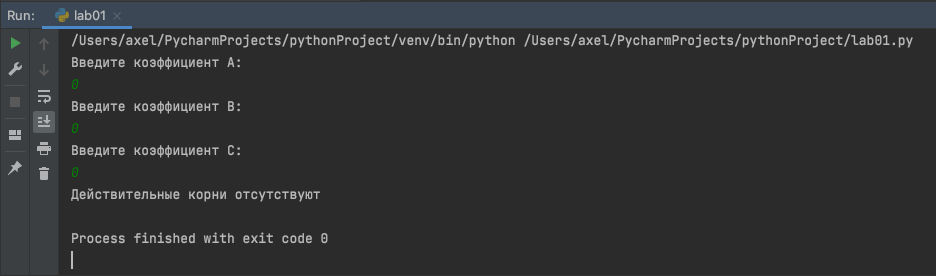 Run: lab01
/Users/axel/PycharmProjects/pythonProject/venv/bin/python /Users/axel/PycharmProjects/pythonProject/lab01.py
Введите коэффициент A:
0
Введите коэффициент B:
0
Введите коэффициент C:
0
Действительные корни отсутствуют
Process finished with exit code 0